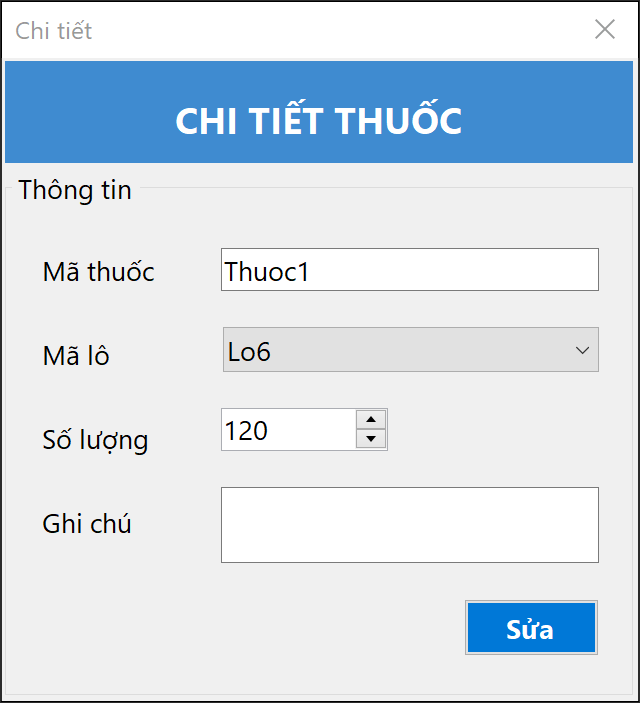 Chi tiết
CHI TIẾT THUỐC
Thông tin
Mã thuốc
Thuoc1
Mã lô
Lo6
Số lượng
120
Ghi chú
Sửa